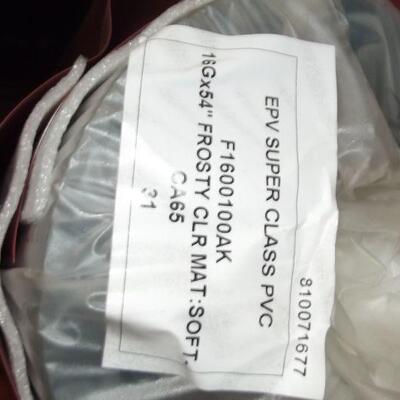 810071677
EPV SUPER CLASS PVC
F1600100AK
16Gx54" FROSTY CLR MAT:SOFT.
CA65
31